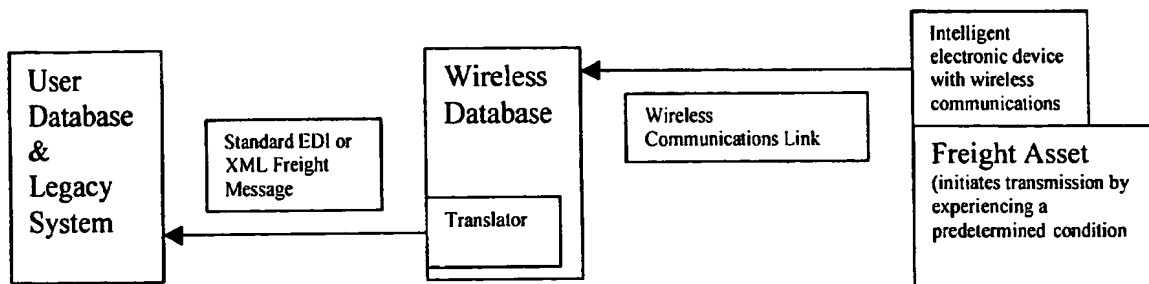 User
Database
&
Legacy
System
Standard EDI or
XML Freight
Message
Wireless
Database
Translator
Wireless
Communications Link
Intelligent
electronic device
with wireless
communications
Freight Asset
(initiates transmission by
experiencing a
predetermined condition